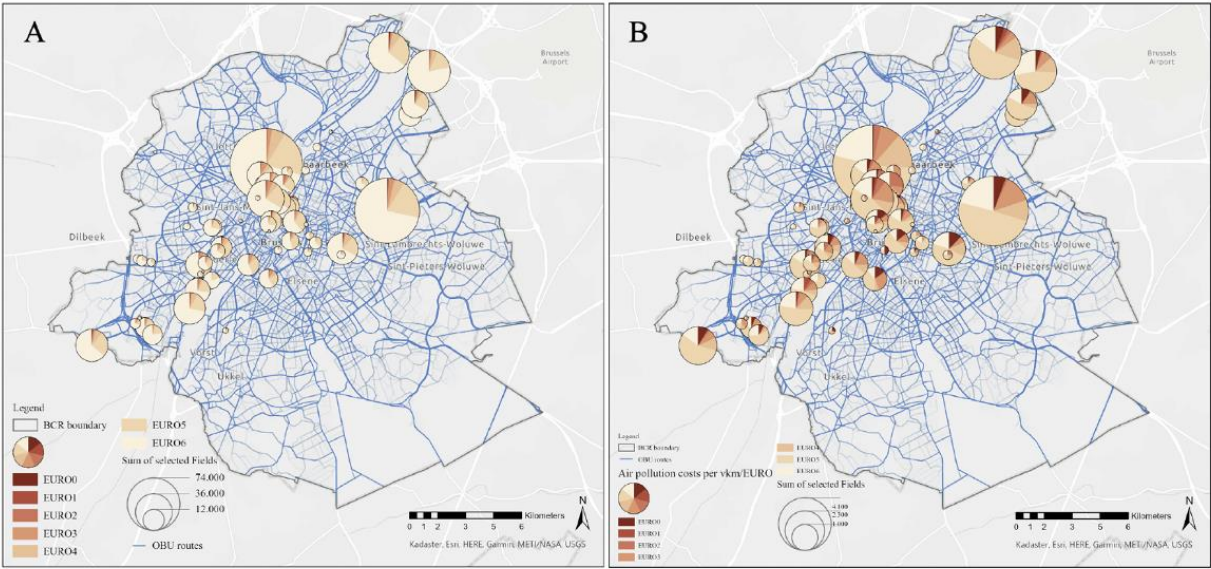 A
Brussels
Airport
Jette
Schaarbeek
Sint-Jans-M
Dilbeek
Bru
Sint-Lambrechts-Woluwe
Sint-Pieters-Woluwe
Elsene
Vorst
Ukkel
Legend
BCR boundary
EURO5
EURO6
Sum of selected Fields
74.000
36.000
12.000
EURO0
EURO1
EURO2
EURO3
EURO4
OBU routes
N
0 1 2 4 6 Kilometers
Kadaster, Esri, HERE, Garmin, METI/NASA, USGS
B
Brussels
Airport
Dilbeek
Sint-Jans
Bru
Sint-Lambrechts-Woluwe
Sint-Pieters-Woluwe
Elsene
Vorst
Ukkel
Legend
BCR boundary
OBU routes
Air pollution costs per vkm/EURO
EURO0
EURO1
EURO2
EURO3
EURO4
EURO5
EURO6
Sum of selected Fields
N
0 1 2 4 6 Kilometers
Kadaster, Esri, HERE, Garmin, METI/NASA, USGS